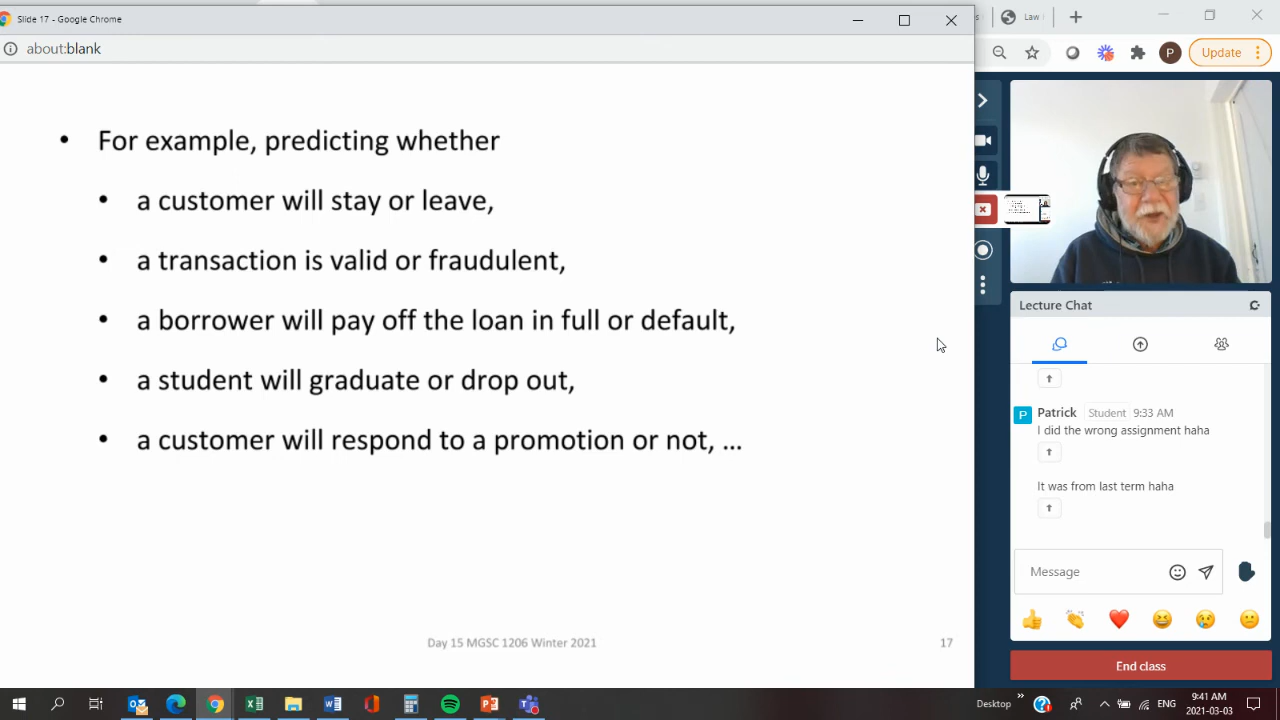 Slide 17 - Google Chrome
about:blank
Law
Update
P
• For example, predicting whether
• a customer will stay or leave,
• a transaction is valid or fraudulent,
• a borrower will pay off the loan in full or default,
• a student will graduate or drop out,
• a customer will respond to a promotion or not, ...
Day 15 MGSC 1206 Winter 2021
17
Lecture Chat
P
Patrick Student 9:33 AM
I did the wrong assignment haha
It was from last term haha
Message
End class
Desktop
ENG
9:41 AM
2021-03-03